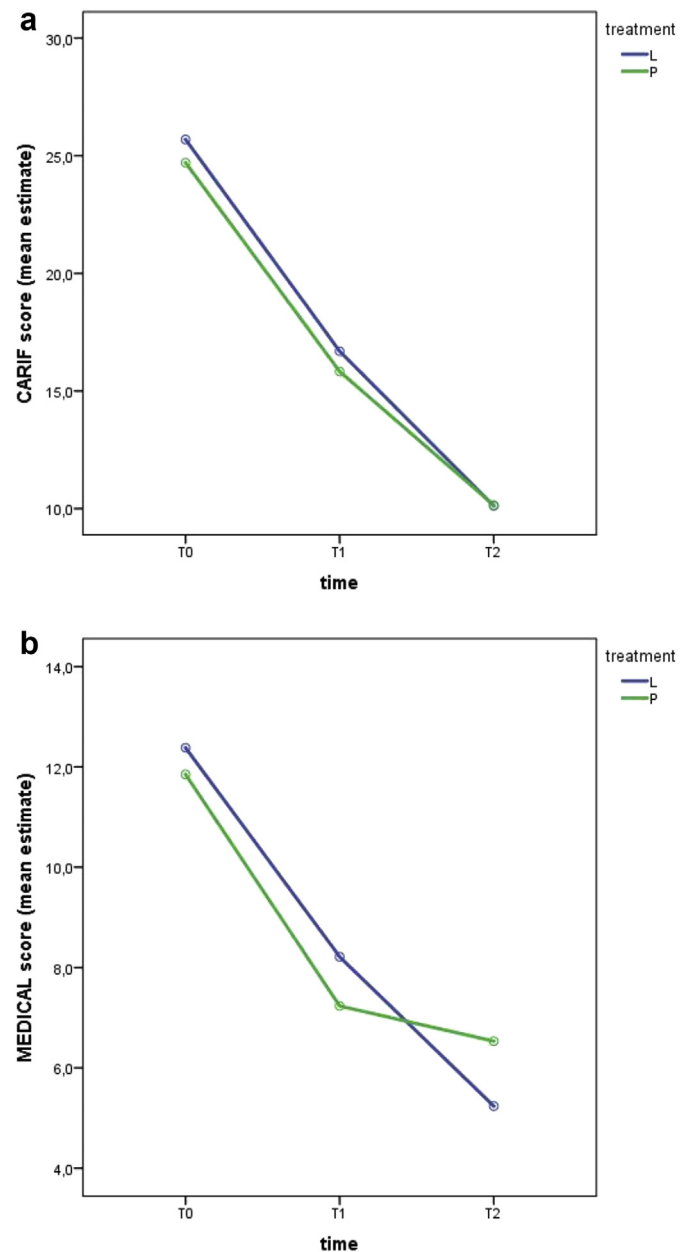 a
treatment
L
P
30,0
25,0
20,0
15,0
10,0
CARIF score (mean estimate)
T0 T1 T2
time
b
treatment
L
P
14,0
12,0
10,0
8,0
6,0
4,0
MEDICAL score (mean estimate)
T0 T1 T2
time